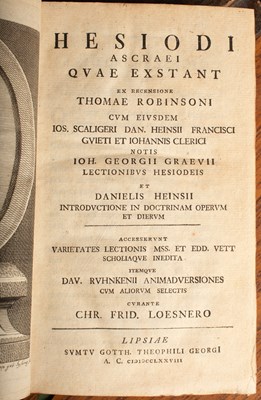 HESIODI
ASCRAEI
QVAE EXSTANT
EX RECENSIONE
THOMAE ROBINSONI
CVM EIVSDEM
IOS. SCALIGERI DAN. HEINSII FRANCISCI
GVIETI ET IOHANNIS CLERICI
NOTIS
IOH. GEORGII GRAEVII
LECTIONIBVS HESIODEIS
ET
DANIELIS HEINSII
INTRODVCTIONE IN DOCTRINAM OPERVM
ET DIERVM
ACCESSERVNT
VARIETATES LECTIONIS MSS. ET EDD. VETT
SCHOLIAQVE INEDITA
ITEMQVE
DAV. RVHNKENII ANIMADVERSIONES
CVM ALIORVM SELECTIS
CVRANTE
CHR. FRID. LOESNERO
LIPSIAE
SVMTV GOTTH. THEOPHILI GEORGI
A. C.